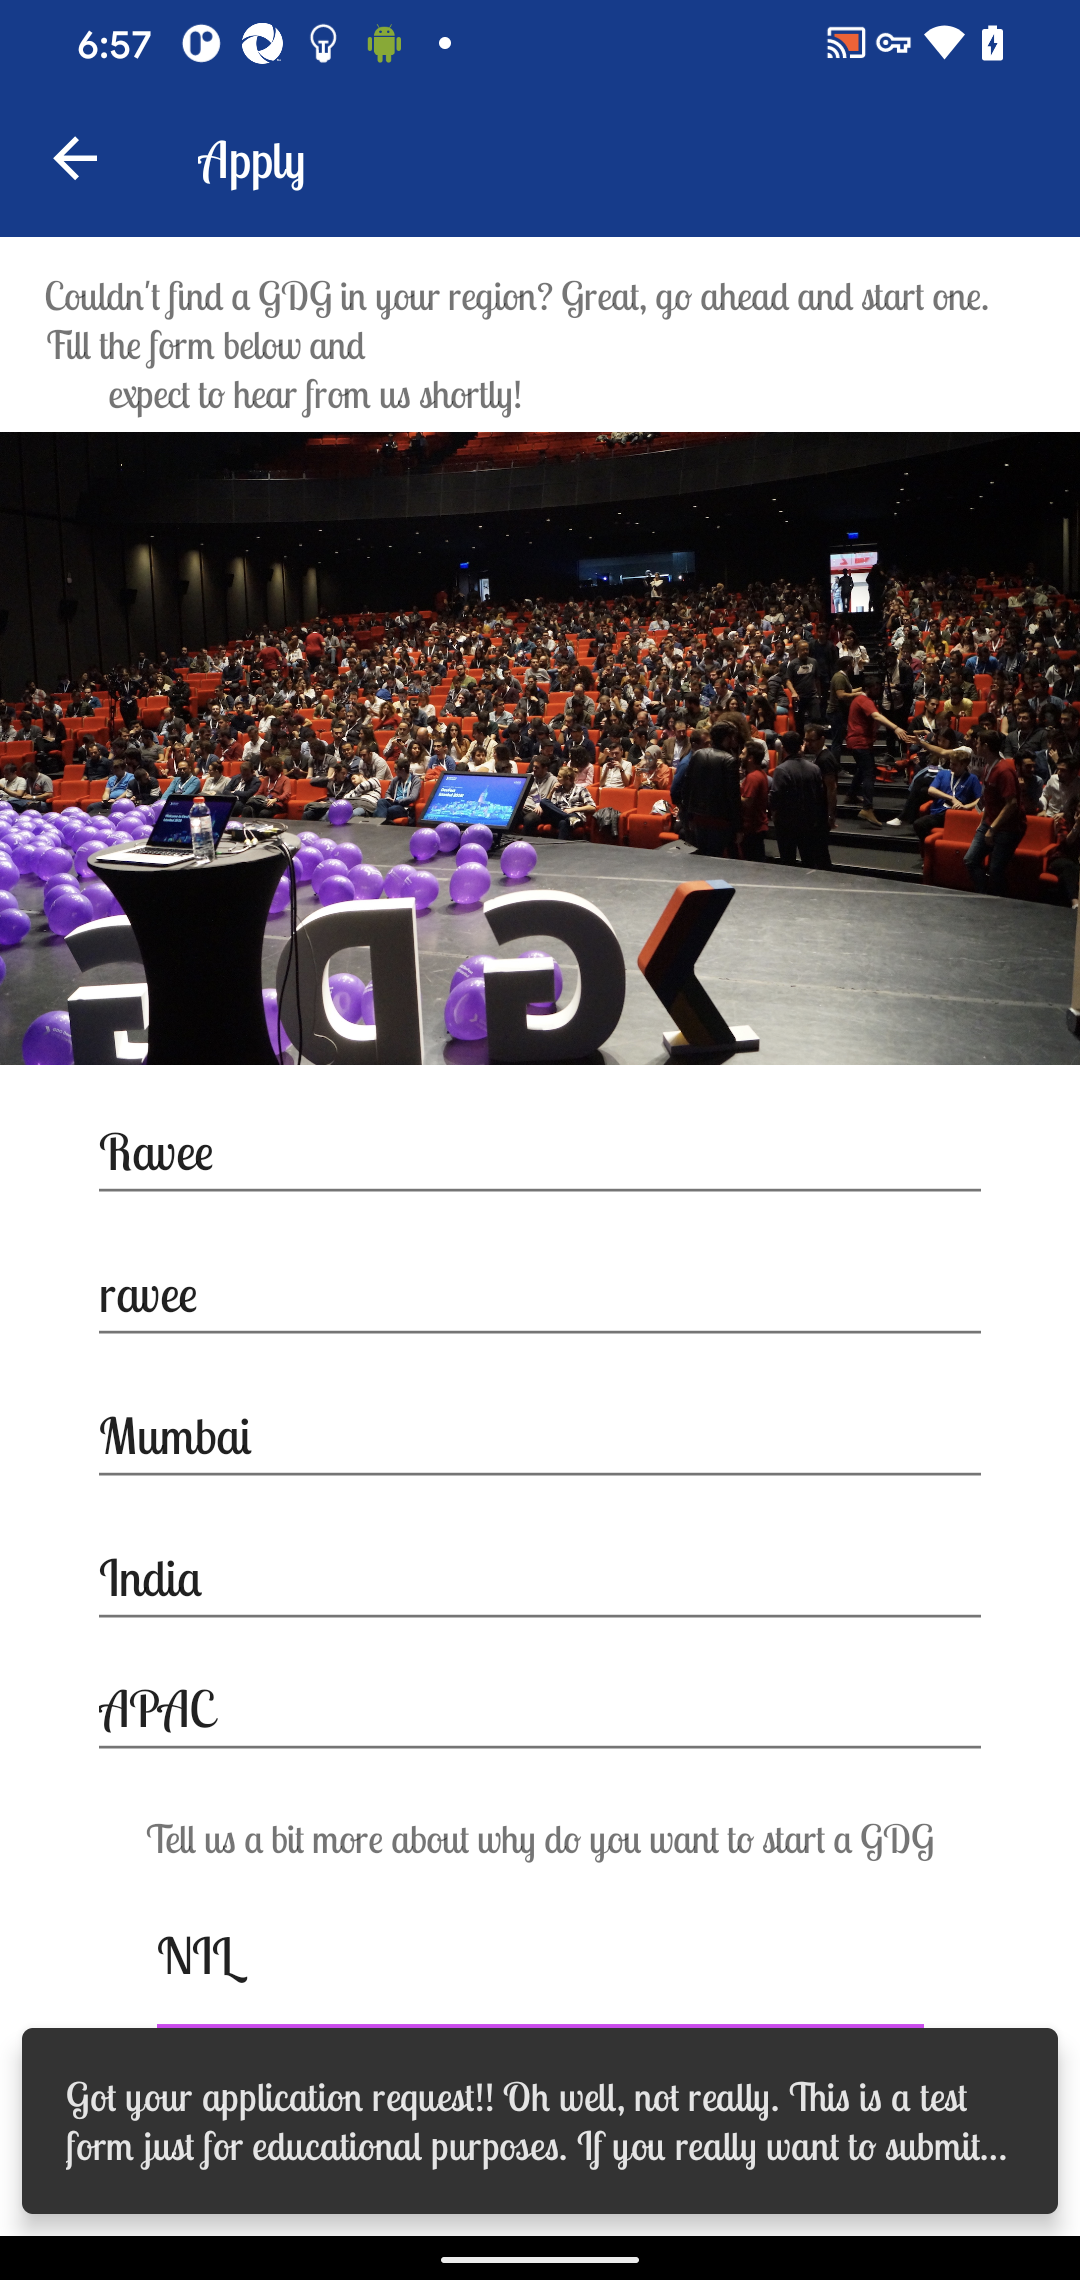 6:57
Apply
Couldn't find a GDG in your region? Great, go ahead and start one.
Fill the form below and
expect to hear from us shortly!
GDG
Ravee
ravee
Mumbai
India
APAC
Tell us a bit more about why do you want to start a GDG
NIL
Got your application request!! Oh well, not really. This is a test
form just for educational purposes. If you really want to submit...